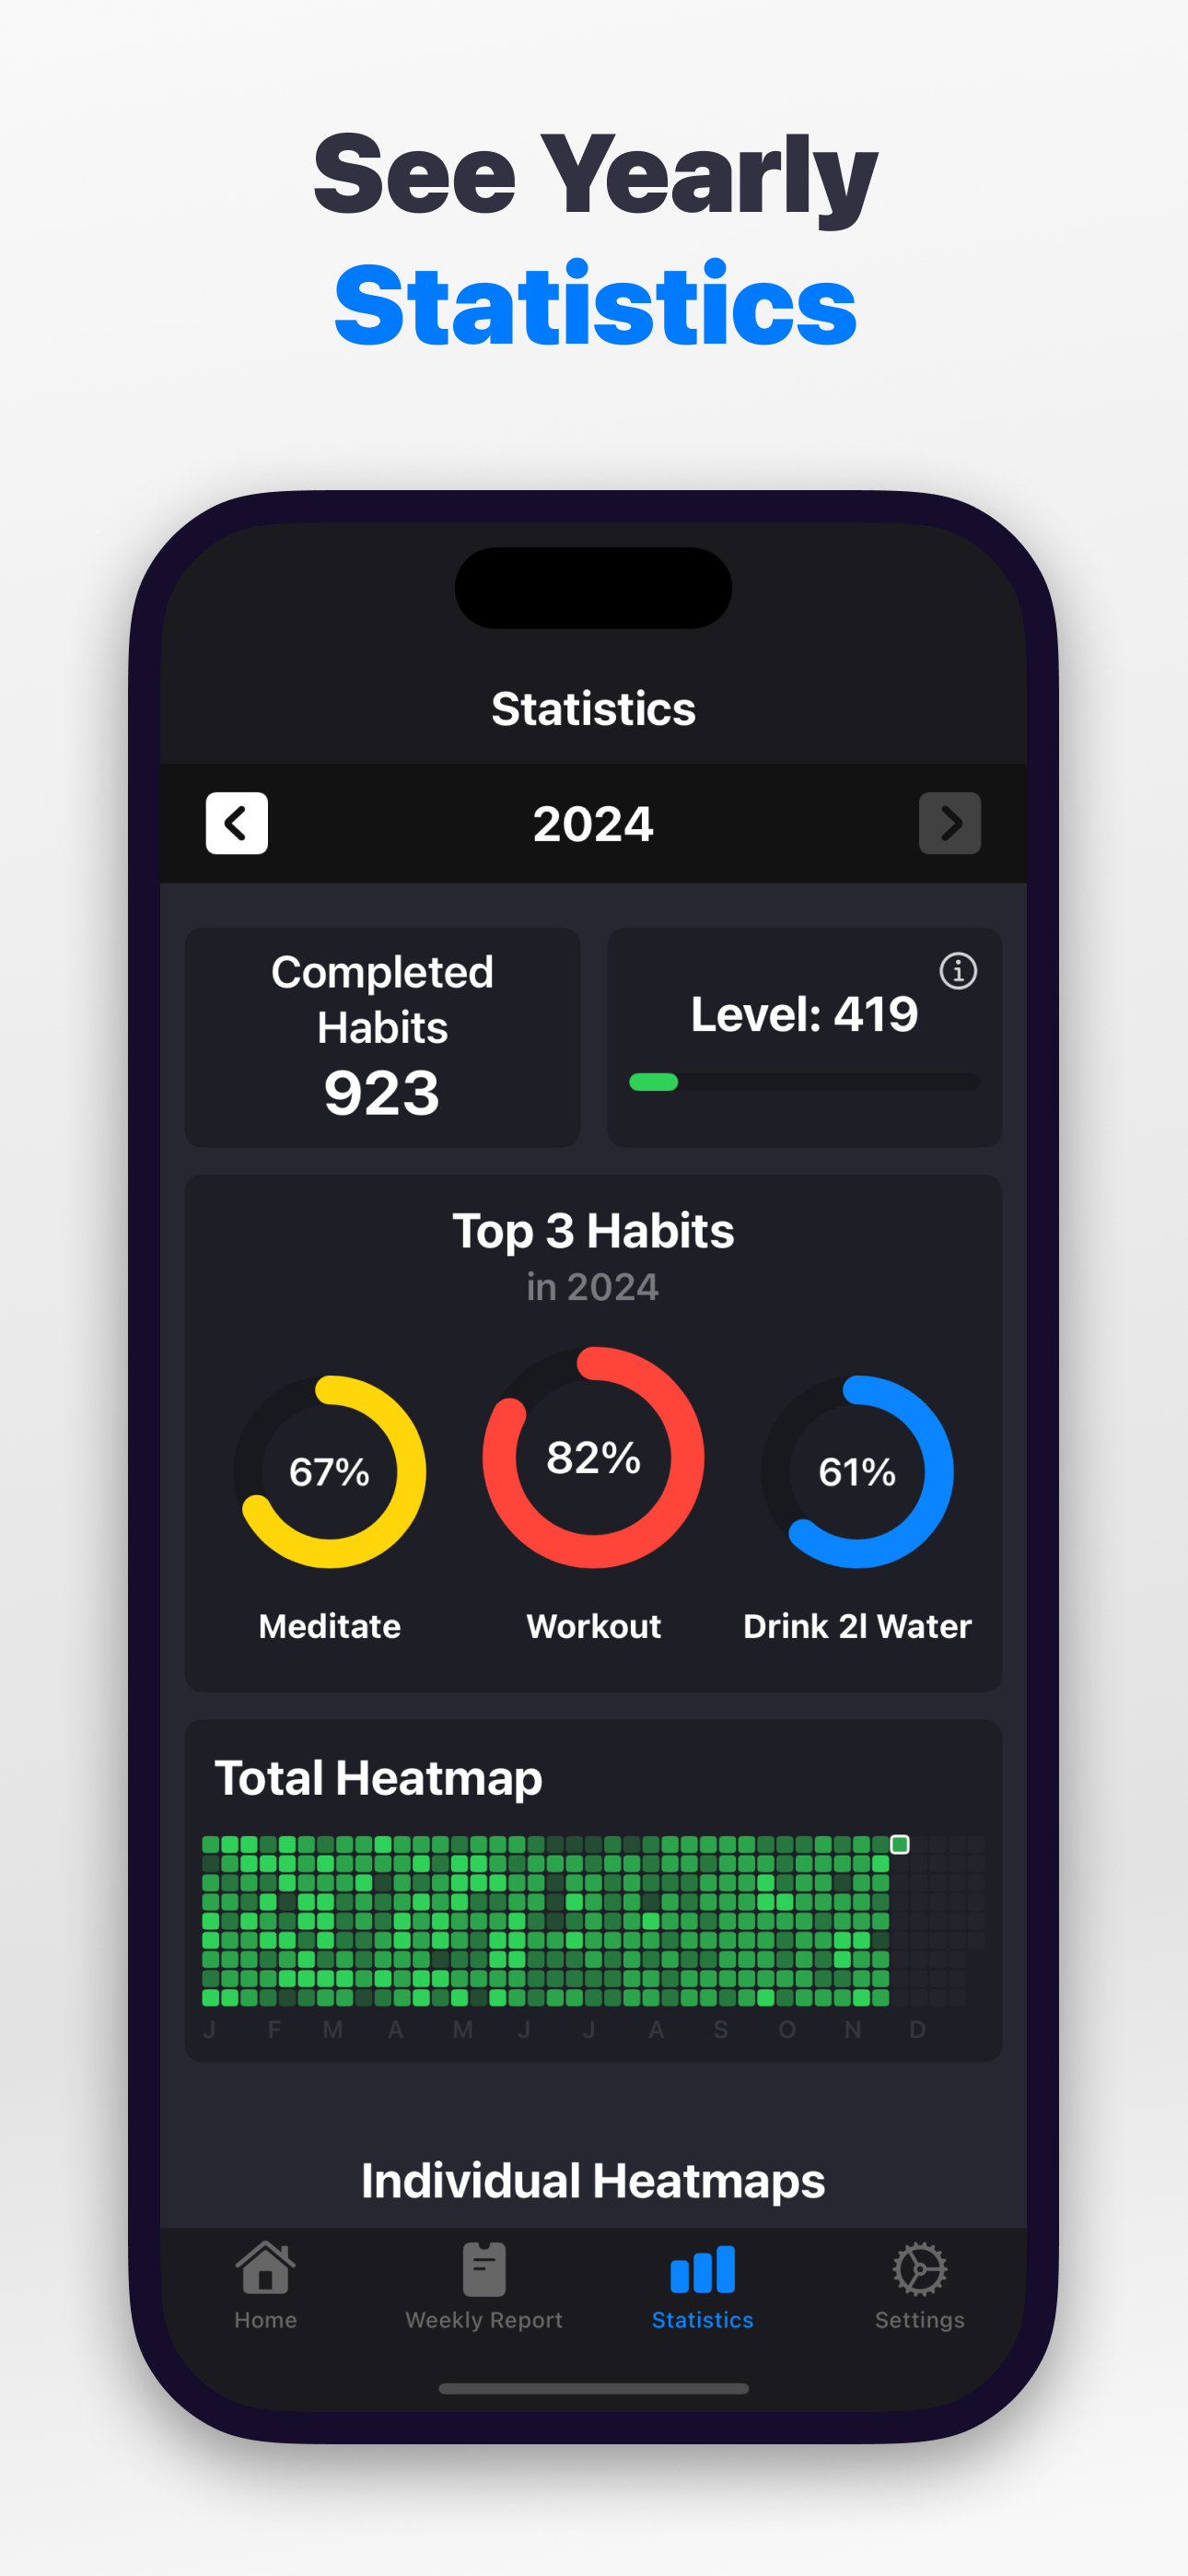 See Yearly
Statistics
Statistics
2024
Completed
Habits
923
Level: 419
Top 3 Habits
in 2024
67%
82%
61%
Meditate
Workout
Drink 2l Water
Total Heatmap
J F M A M J J A S O N D
Individual Heatmaps
Home
Weekly Report
Statistics
Settings